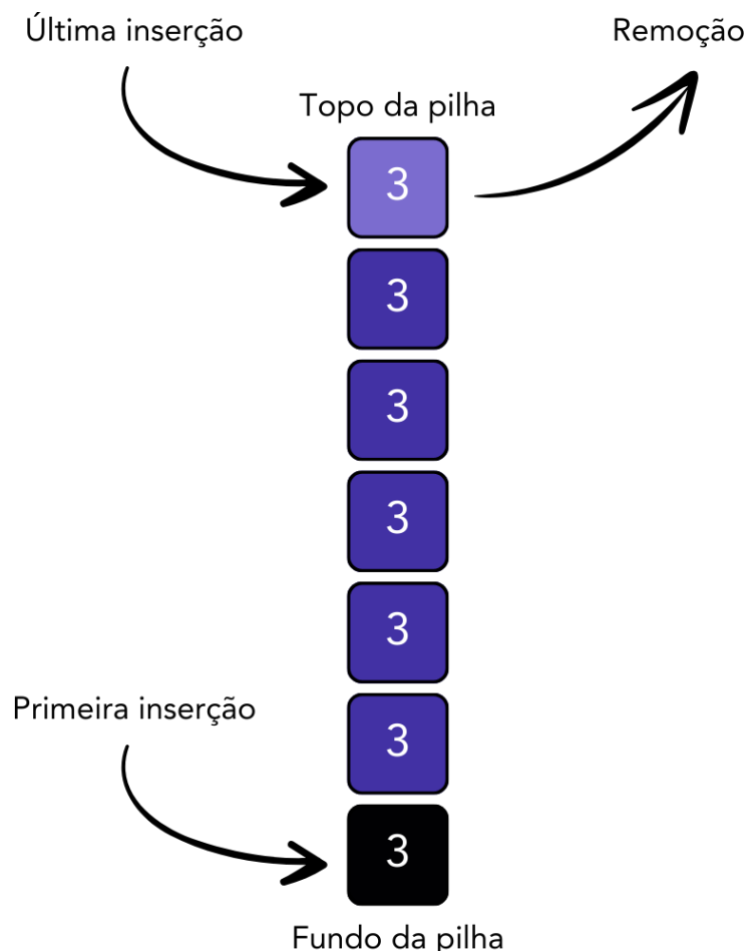 Última inserção
Remoção
Topo da pilha
3
3
3
3
3
3
Primeira inserção
3
Fundo da pilha